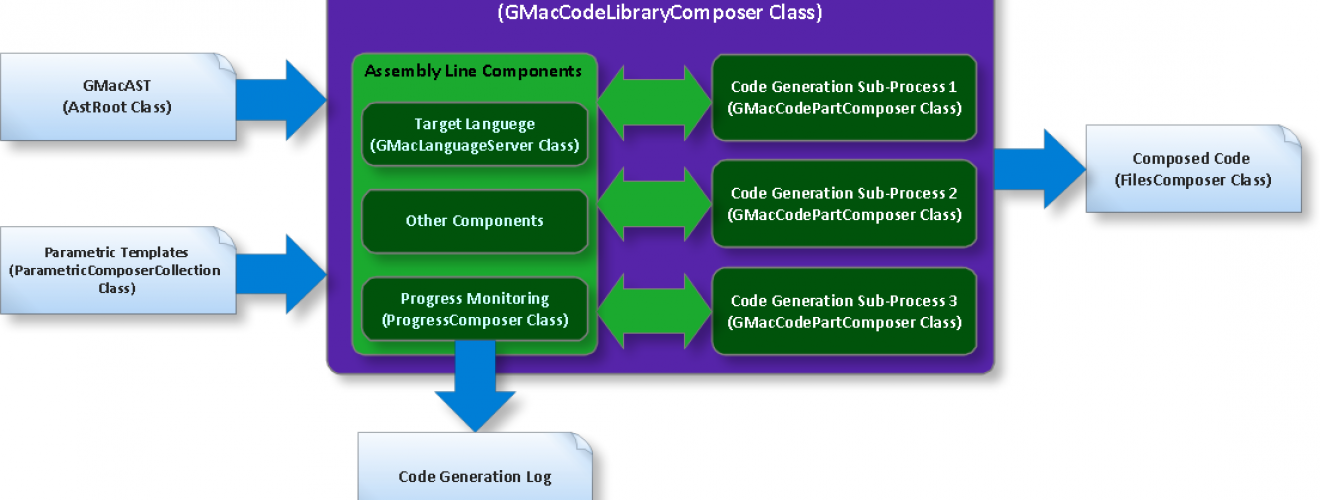 (GMacCodeLibraryComposer Class)
GMacAST
(AstRoot Class)
Parametric Templates
(ParametricComposerCollection
Class)
Assembly Line Components
Target Languege
(GMacLanguageServer Class)
Other Components
Progress Monitoring
(ProgressComposer Class)
Code Generation Sub-Process 1
(GMacCodePartComposer Class)
Code Generation Sub-Process 2
(GMacCodePartComposer Class)
Code Generation Sub-Process 3
(GMacCodePartComposer Class)
Composed Code
(FilesComposer Class)
Code Generation Log